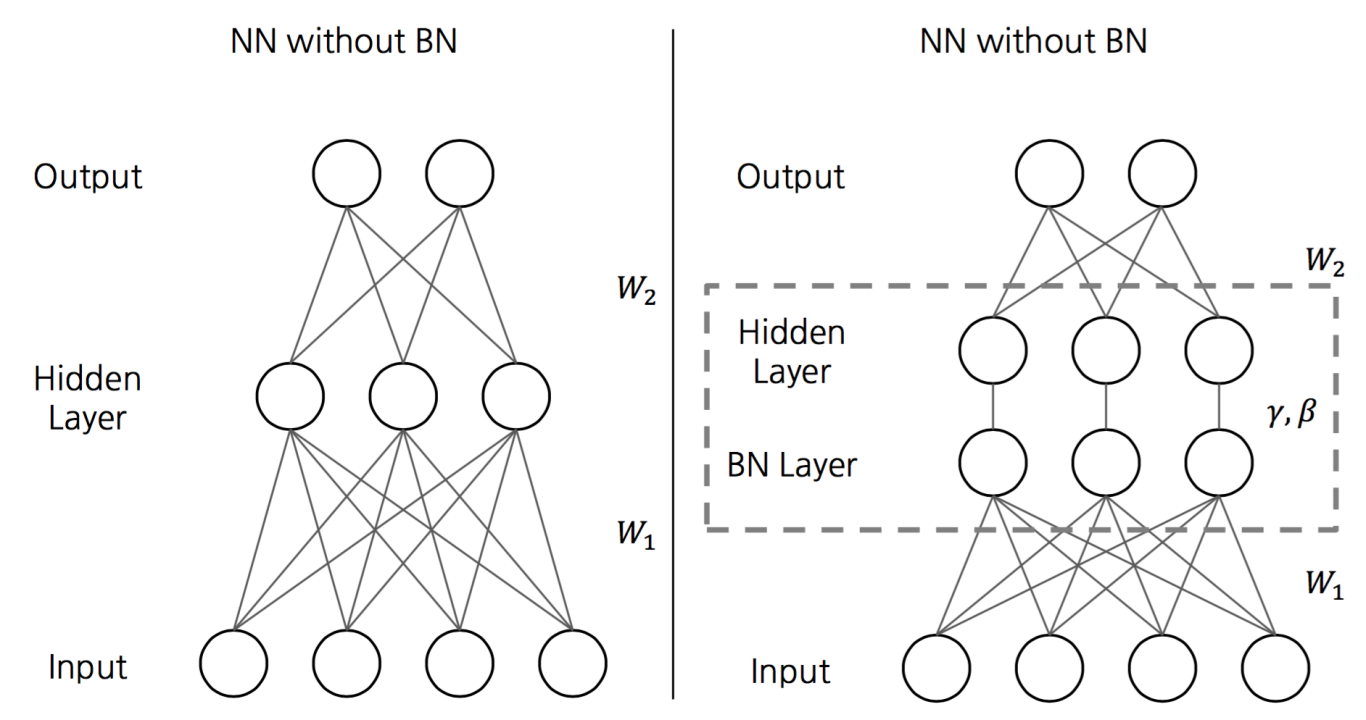 NN without BN
Output
W₂
Hidden
Layer
W₁
Input
NN without BN
Output
W₂
Hidden
Layer
γ, β
BN Layer
W₁
Input